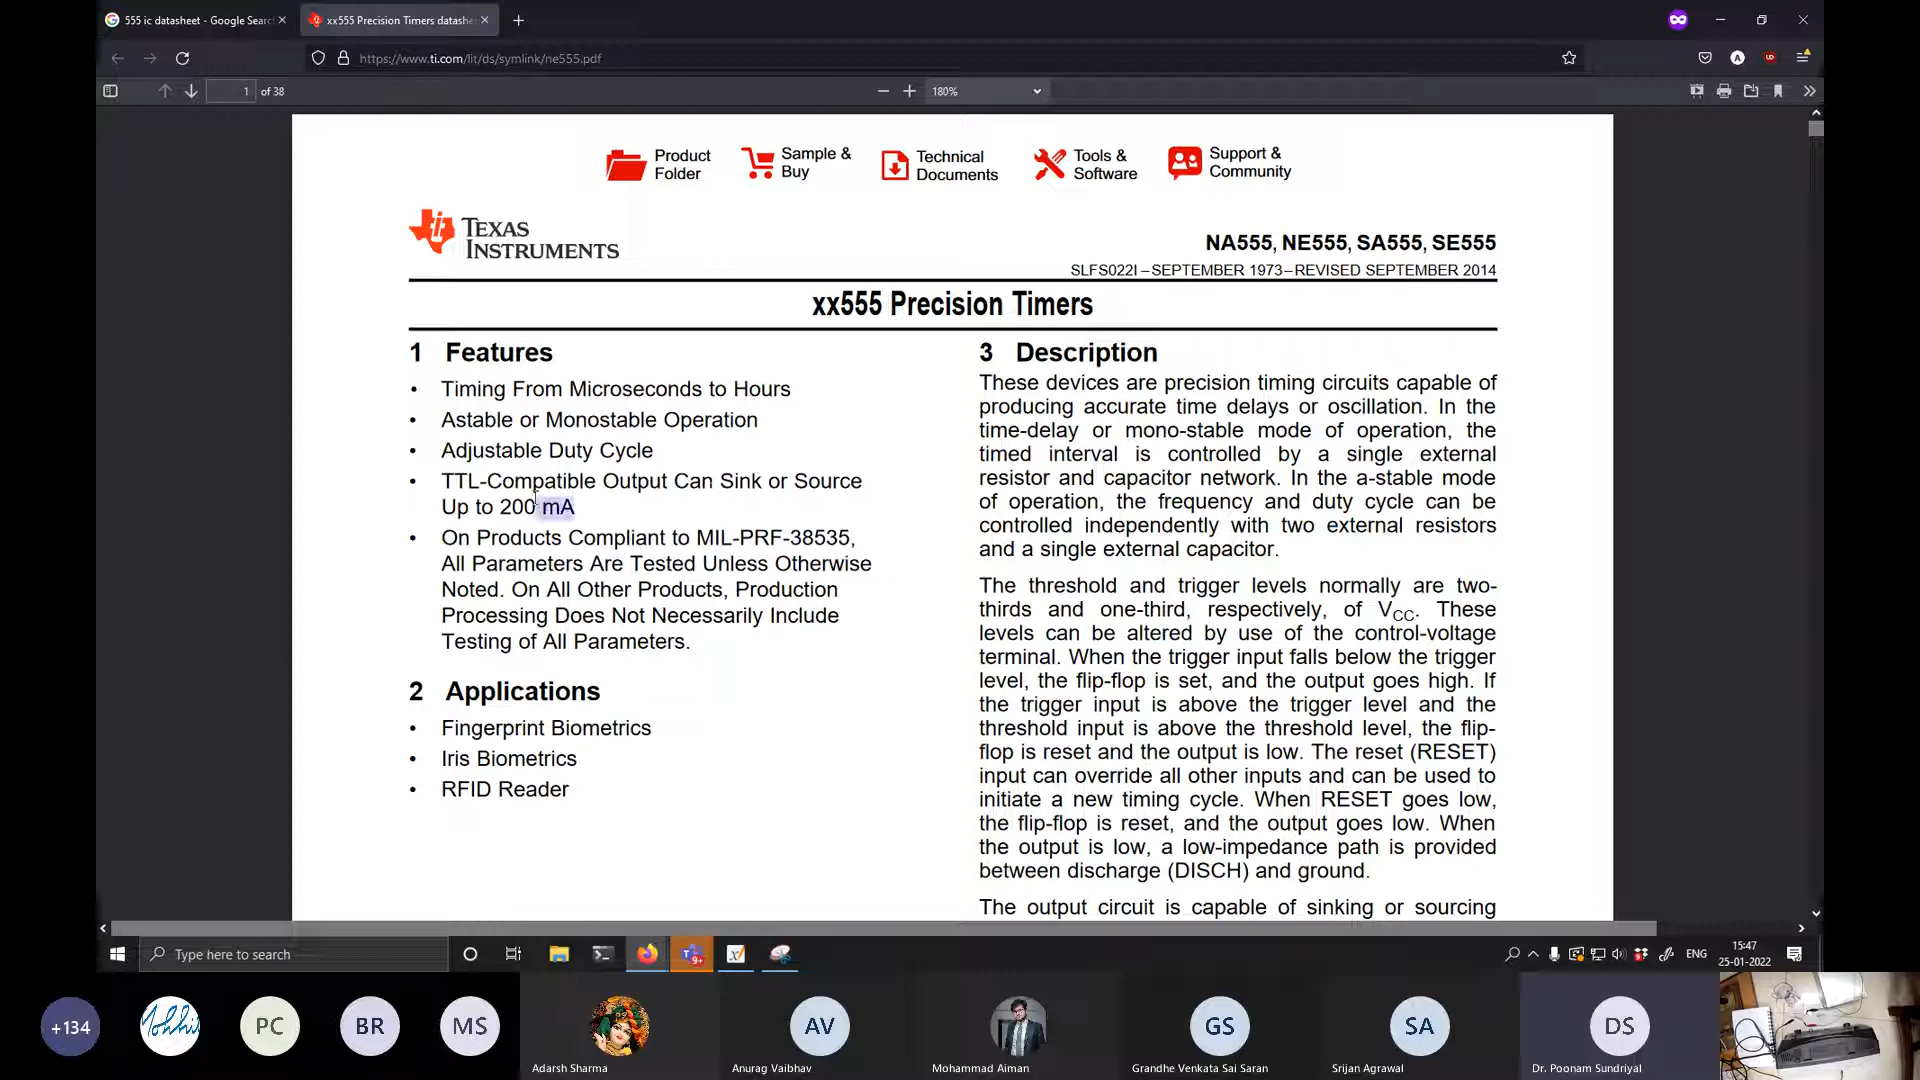 555 ic datasheet - Google Searc
xx555 Precision Timers datashe
https://www.ti.com/lit/ds/symlink/ne555.pdf
1 of 38
180%
Product
Folder
Sample &
Buy
Technical
Documents
Tools &
Software
Support &
Community
TEXAS
INSTRUMENTS
NA555, NE555, SA555, SE555
SLFS022I – SEPTEMBER 1973 – REVISED SEPTEMBER 2014
xx555 Precision Timers
1 Features
• Timing From Microseconds to Hours
• Astable or Monostable Operation
• Adjustable Duty Cycle
• TTL-Compatible Output Can Sink or Source
Up to 200 mA
• On Products Compliant to MIL-PRF-38535,
All Parameters Are Tested Unless Otherwise
Noted. On All Other Products, Production
Processing Does Not Necessarily Include
Testing of All Parameters.
2 Applications
• Fingerprint Biometrics
• Iris Biometrics
• RFID Reader
3 Description
These devices are precision timing circuits capable of
producing accurate time delays or oscillation. In the
time-delay or mono-stable mode of operation, the
timed interval is controlled by a single external
resistor and capacitor network. In the a-stable mode
of operation, the frequency and duty cycle can be
controlled independently with two external resistors
and a single external capacitor.
The threshold and trigger levels normally are two-
thirds and one-third, respectively, of VCC. These
levels can be altered by use of the control-voltage
terminal. When the trigger input falls below the trigger
level, the flip-flop is set, and the output goes high. If
the trigger input is above the trigger level and the
threshold input is above the threshold level, the flip-
flop is reset and the output is low. The reset (RESET)
input can override all other inputs and can be used to
initiate a new timing cycle. When RESET goes low,
the flip-flop is reset, and the output goes low. When
the output is low, a low-impedance path is provided
between discharge (DISCH) and ground.
The output circuit is capable of sinking or sourcing
Type here to search
9+
ENG
15:47
25-01-2022
+134
PC
BR
MS
Adarsh Sharma
AV
Anurag Vaibhav
Mohammad Aiman
GS
Grandhe Venkata Sai Saran
SA
Srijan Agrawal
DS
Dr. Poonam Sundriyal